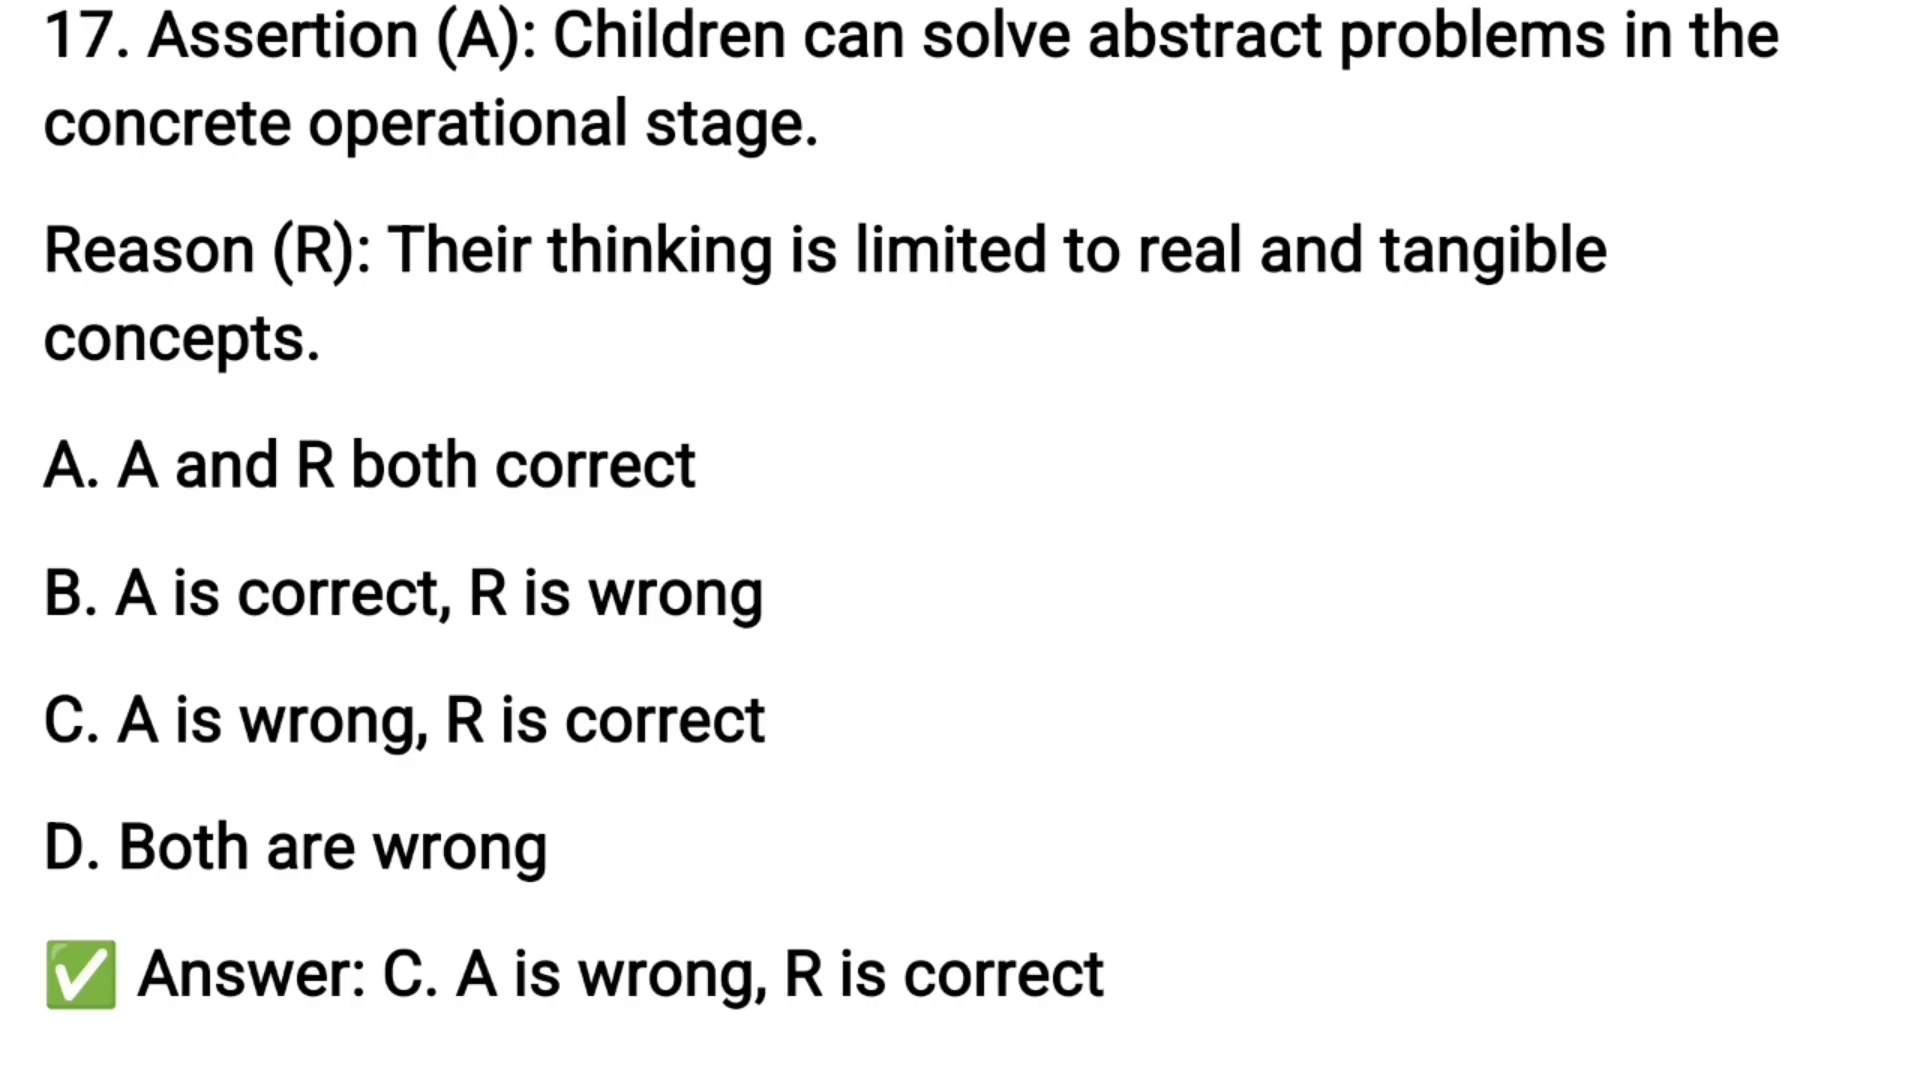 17. Assertion (A): Children can solve abstract problems in the
concrete operational stage.
Reason (R): Their thinking is limited to real and tangible
concepts.
A. A and R both correct
B. A is correct, R is wrong
C. A is wrong, R is correct
D. Both are wrong
✅ Answer: C. A is wrong, R is correct